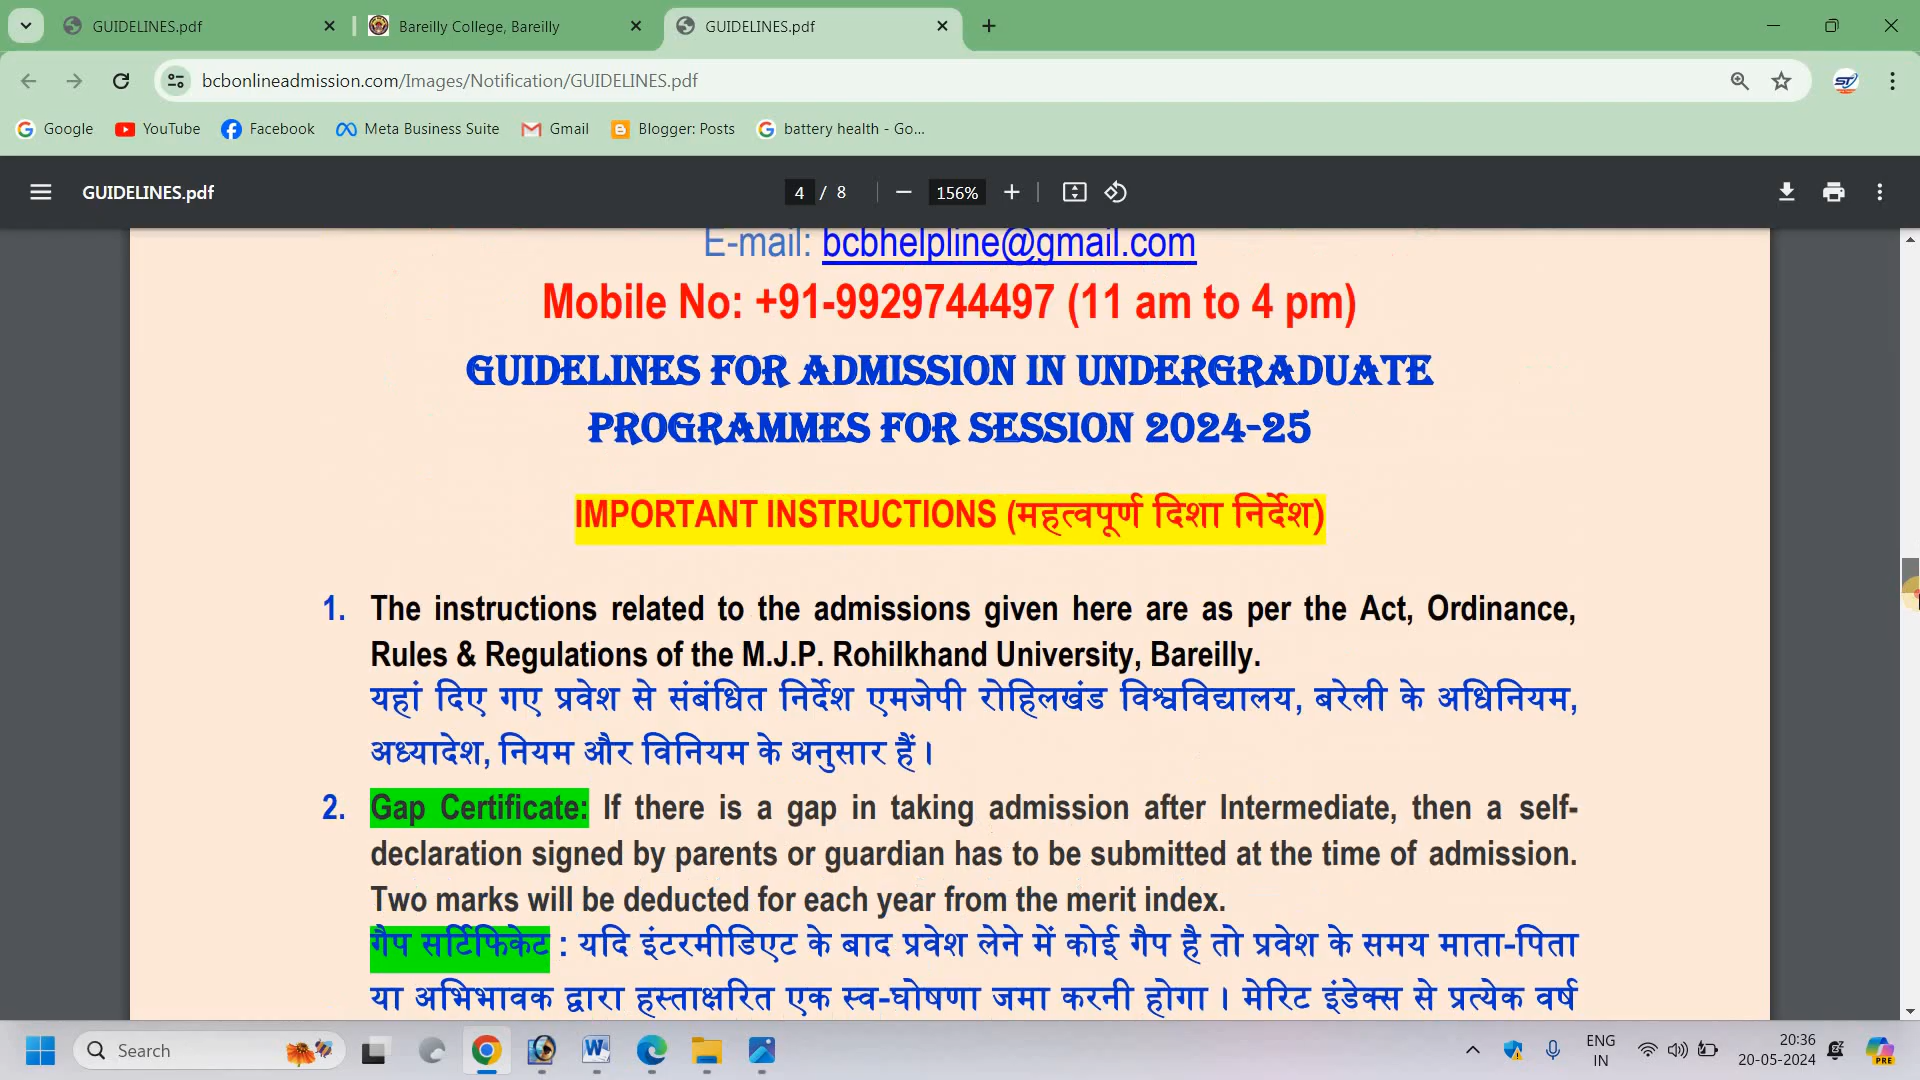 GUIDELINES.pdf
Bareilly College, Bareilly
GUIDELINES.pdf
bcbonlineadmission.com/Images/Notification/GUIDELINES.pdf
Google YouTube Facebook Meta Business Suite Gmail Blogger: Posts battery health - Go...
GUIDELINES.pdf 4 / 8 156%
E-mail: bcbhelpline@gmail.com
Mobile No: +91-9929744497 (11 am to 4 pm)
GUIDELINES FOR ADMISSION IN UNDERGRADUATE
PROGRAMMES FOR SESSION 2024-25
IMPORTANT INSTRUCTIONS (महत्वपूर्ण दिशा निर्देश)
1. The instructions related to the admissions given here are as per the Act, Ordinance,
Rules & Regulations of the M.J.P. Rohilkhand University, Bareilly.
यहां दिए गए प्रवेश से संबंधित निर्देश एमजेपी रोहिलखंड विश्वविद्यालय, बरेली के अधिनियम,
अध्यादेश, नियम और विनियम के अनुसार हैं।
2. Gap Certificate: If there is a gap in taking admission after Intermediate, then a self-
declaration signed by parents or guardian has to be submitted at the time of admission.
Two marks will be deducted for each year from the merit index.
गैप सर्टिफिकेट : यदि इंटरमीडिएट के बाद प्रवेश लेने में कोई गैप है तो प्रवेश के समय माता-पिता
या अभिभावक द्वारा हस्ताक्षरित एक स्व-घोषणा जमा करनी होगा । मेरिट इंडेक्स से प्रत्येक वर्ष
Search
ENG
IN
20:36
20-05-2024
PRE